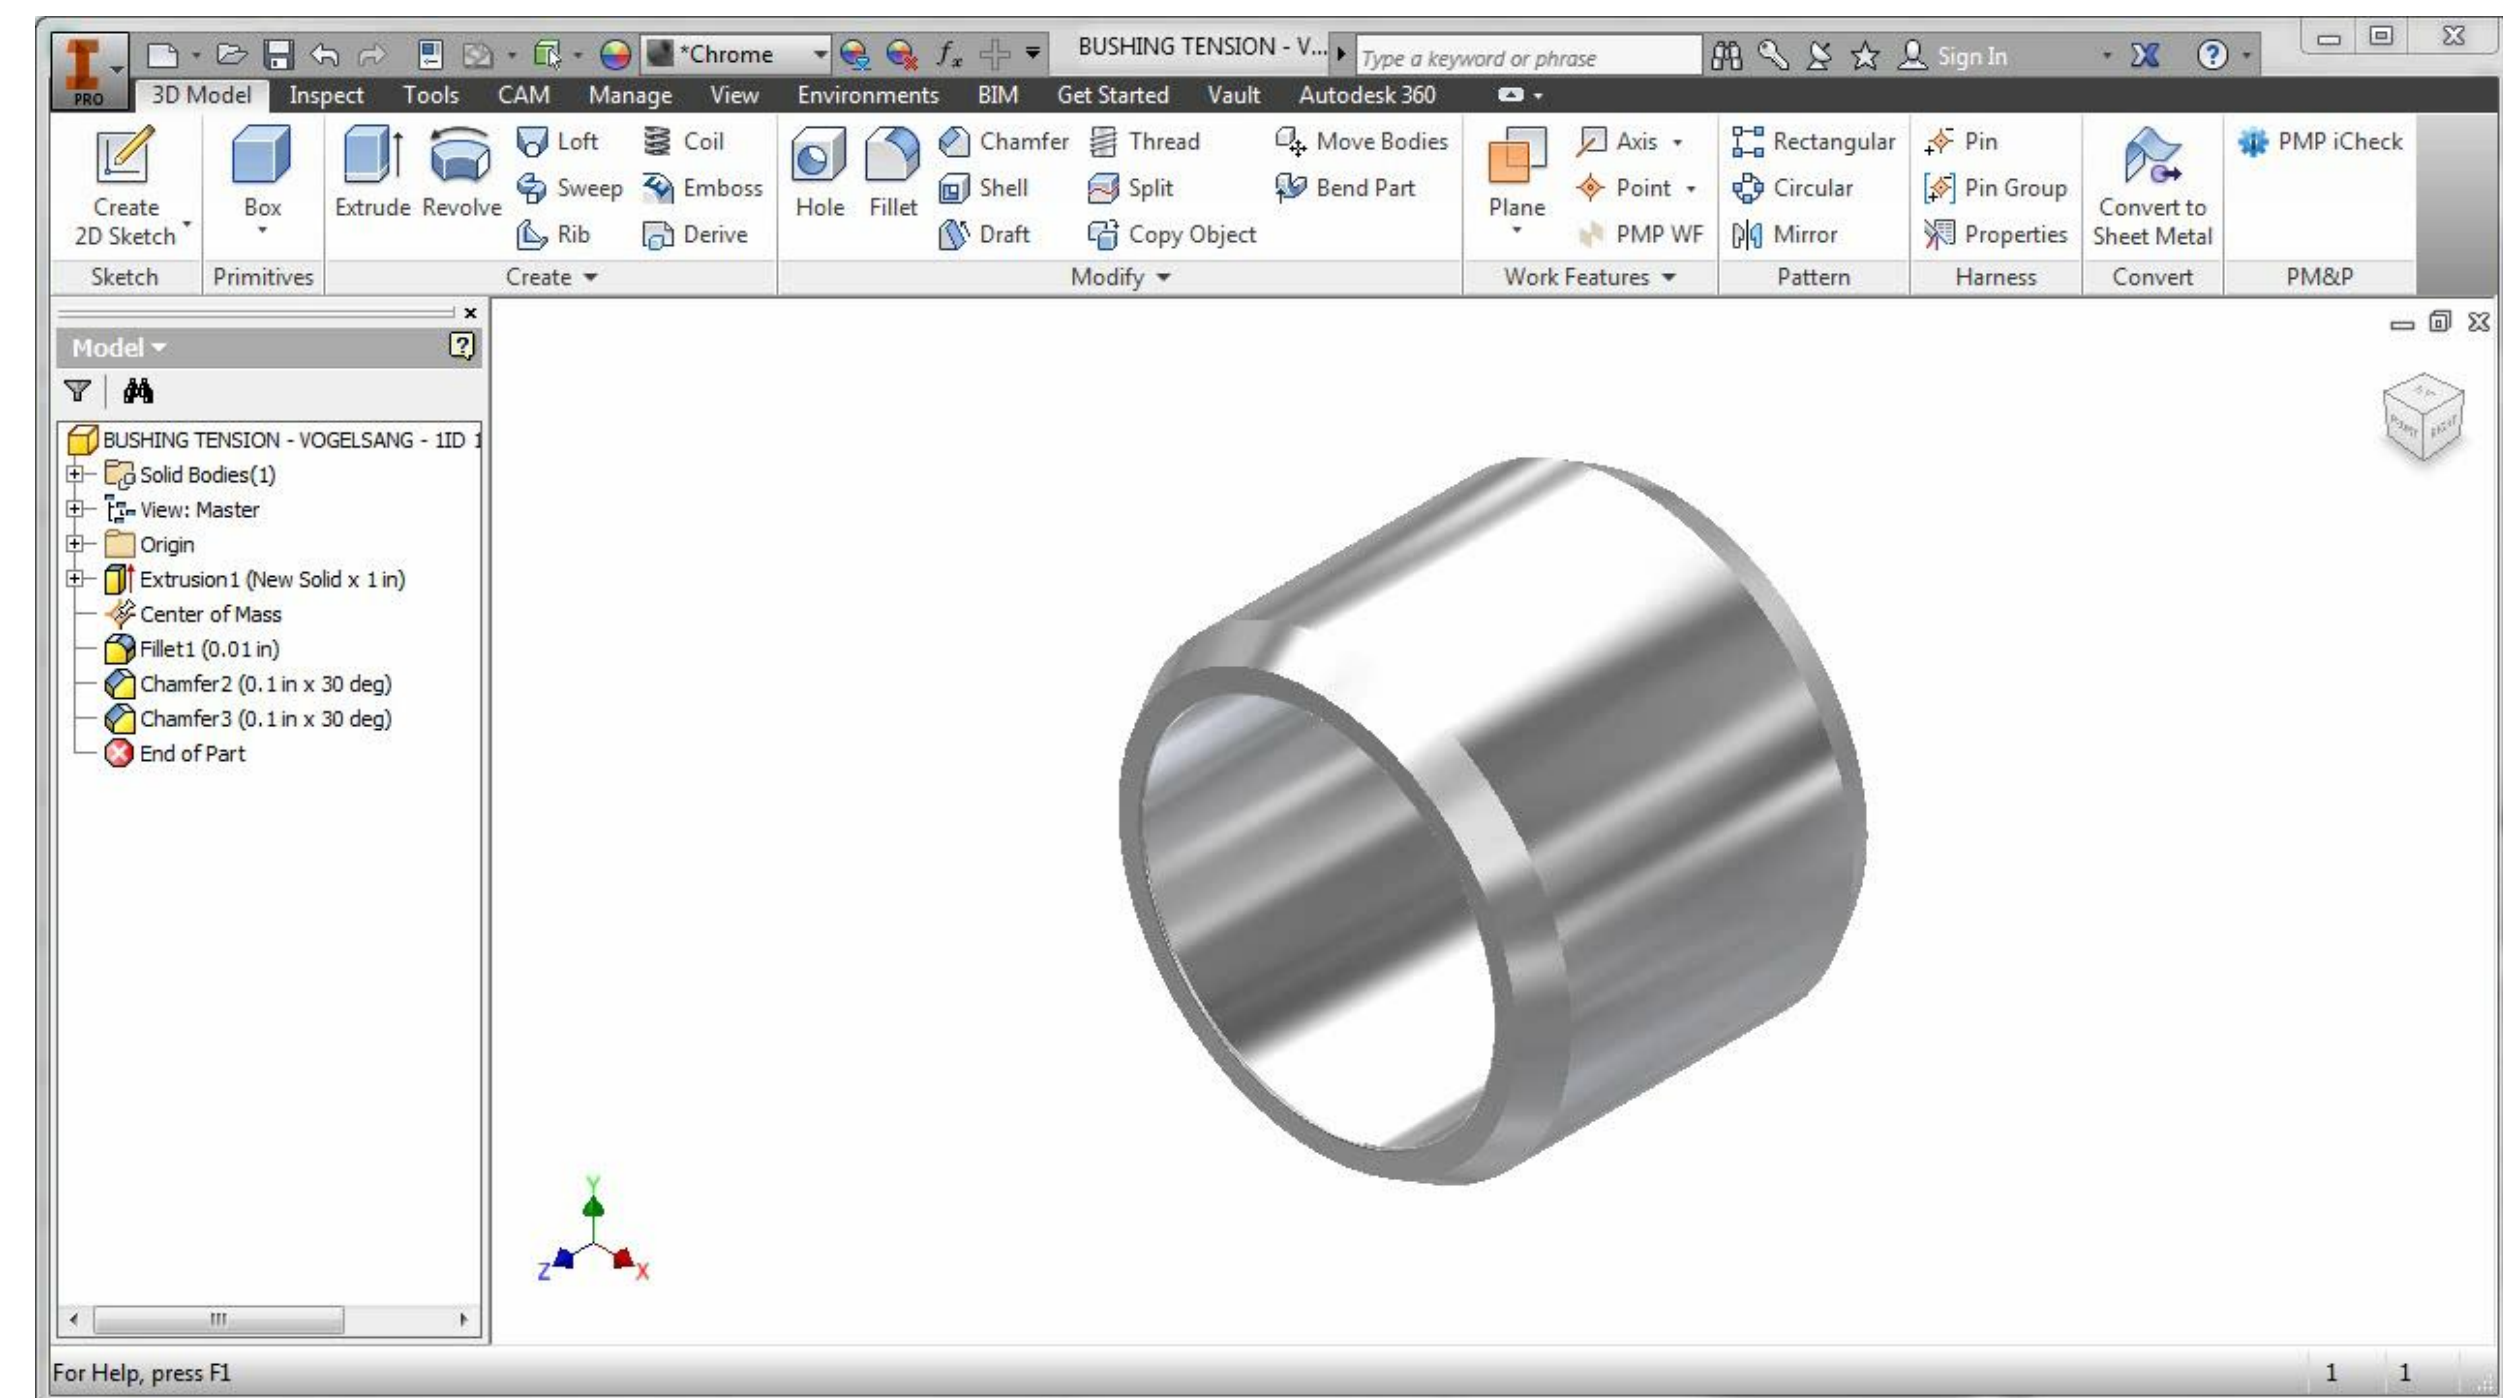 *Chrome
fx
BUSHING TENSION - V...
Type a keyword or phrase
Sign In
?
PRO
3D Model Inspect Tools CAM Manage View Environments BIM Get Started Vault Autodesk 360
Create
2D Sketch
Box
Extrude
Revolve
Loft
Coil
Sweep
Emboss
Rib
Derive
Hole
Fillet
Chamfer
Thread
Move Bodies
Shell
Split
Bend Part
Draft
Copy Object
Plane
Axis
Point
PMP WF
Rectangular
Circular
Mirror
Pin
Pin Group
Properties
Convert to
Sheet Metal
PMP iCheck
Sketch Primitives Create Modify Work Features Pattern Harness Convert PM&P
Model
?
BUSHING TENSION - VOGELSANG - 1ID 1
Solid Bodies(1)
View: Master
Origin
Extrusion1 (New Solid x 1 in)
Center of Mass
Fillet1 (0.01 in)
Chamfer2 (0.1 in x 30 deg)
Chamfer3 (0.1 in x 30 deg)
End of Part
FRONT RIGHT
Y
Z X
For Help, press F1
1 1